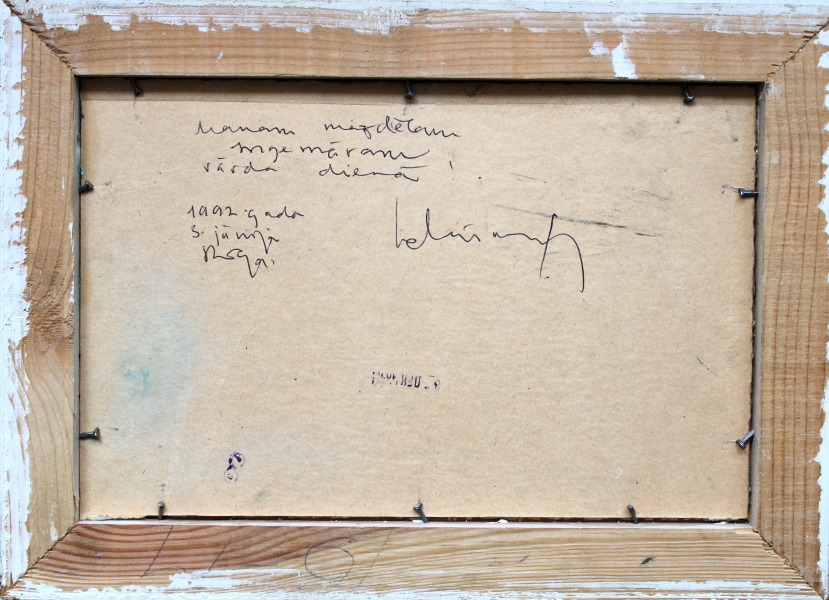 Manam mazdēlam
Ingemāram
vārda dienā!
1992. gada
3. jūnijā
Rīgā.